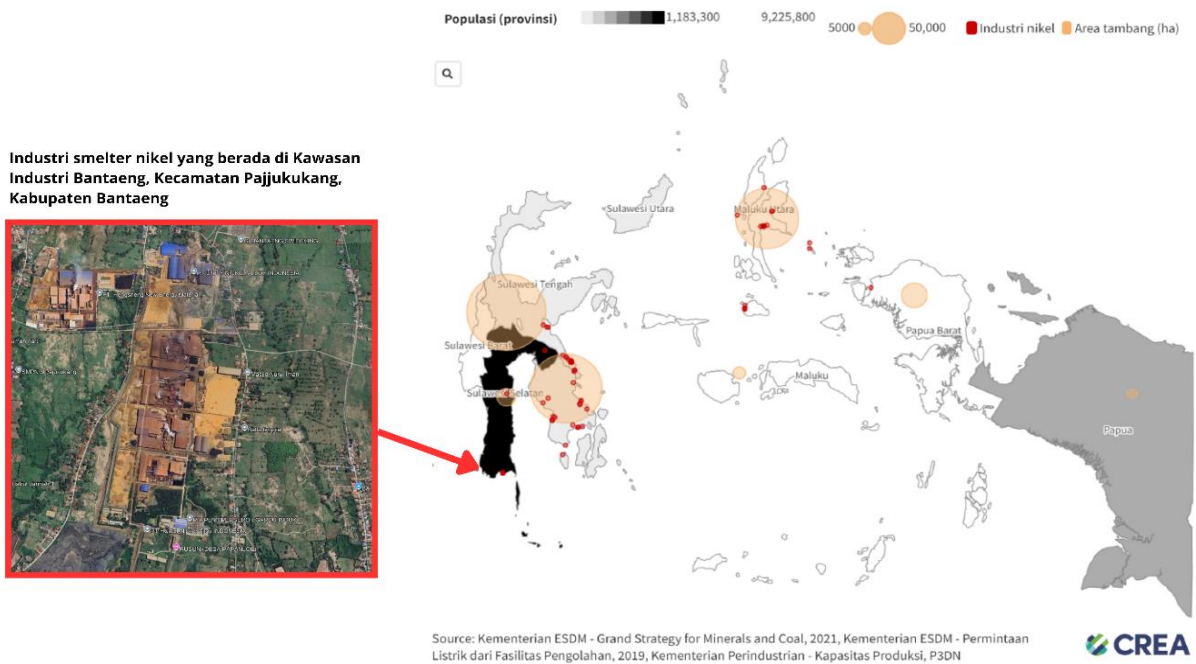 Populasi (provinsi)
1,183,300
9,225,800
5000
50,000
Industri nikel
Area tambang (ha)
Industri smelter nikel yang berada di Kawasan
Industri Bantaeng, Kecamatan Pajjukukang,
Kabupaten Bantaeng
Sulawesi Utara
Maluku Utara
Sulawesi Tengah
Sulawesi Barat
Papua Barat
Maluku
Sulawesi Selatan
Papua
Source: Kementerian ESDM - Grand Strategy for Minerals and Coal, 2021, Kementerian ESDM - Permintaan
Listrik dari Fasilitas Pengolahan, 2019, Kementerian Perindustrian - Kapasitas Produksi, P3DN
CREA